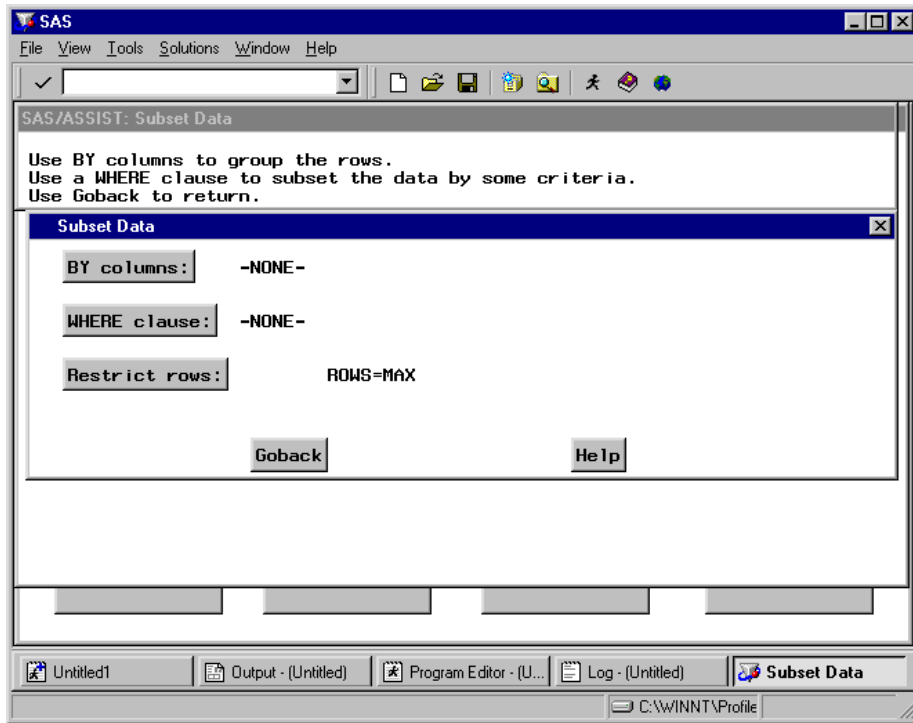 SAS
File View Tools Solutions Window Help
SAS/ASSIST: Subset Data
Use BY columns to group the rows.
Use a WHERE clause to subset the data by some criteria.
Use Goback to return.
Subset Data
BY columns: -NONE-
WHERE clause: -NONE-
Restrict rows: ROWS=MAX
Goback Help
Untitled1 Output - (Untitled) Program Editor - (U... Log - (Untitled) Subset Data
C:\WINNT\Profile